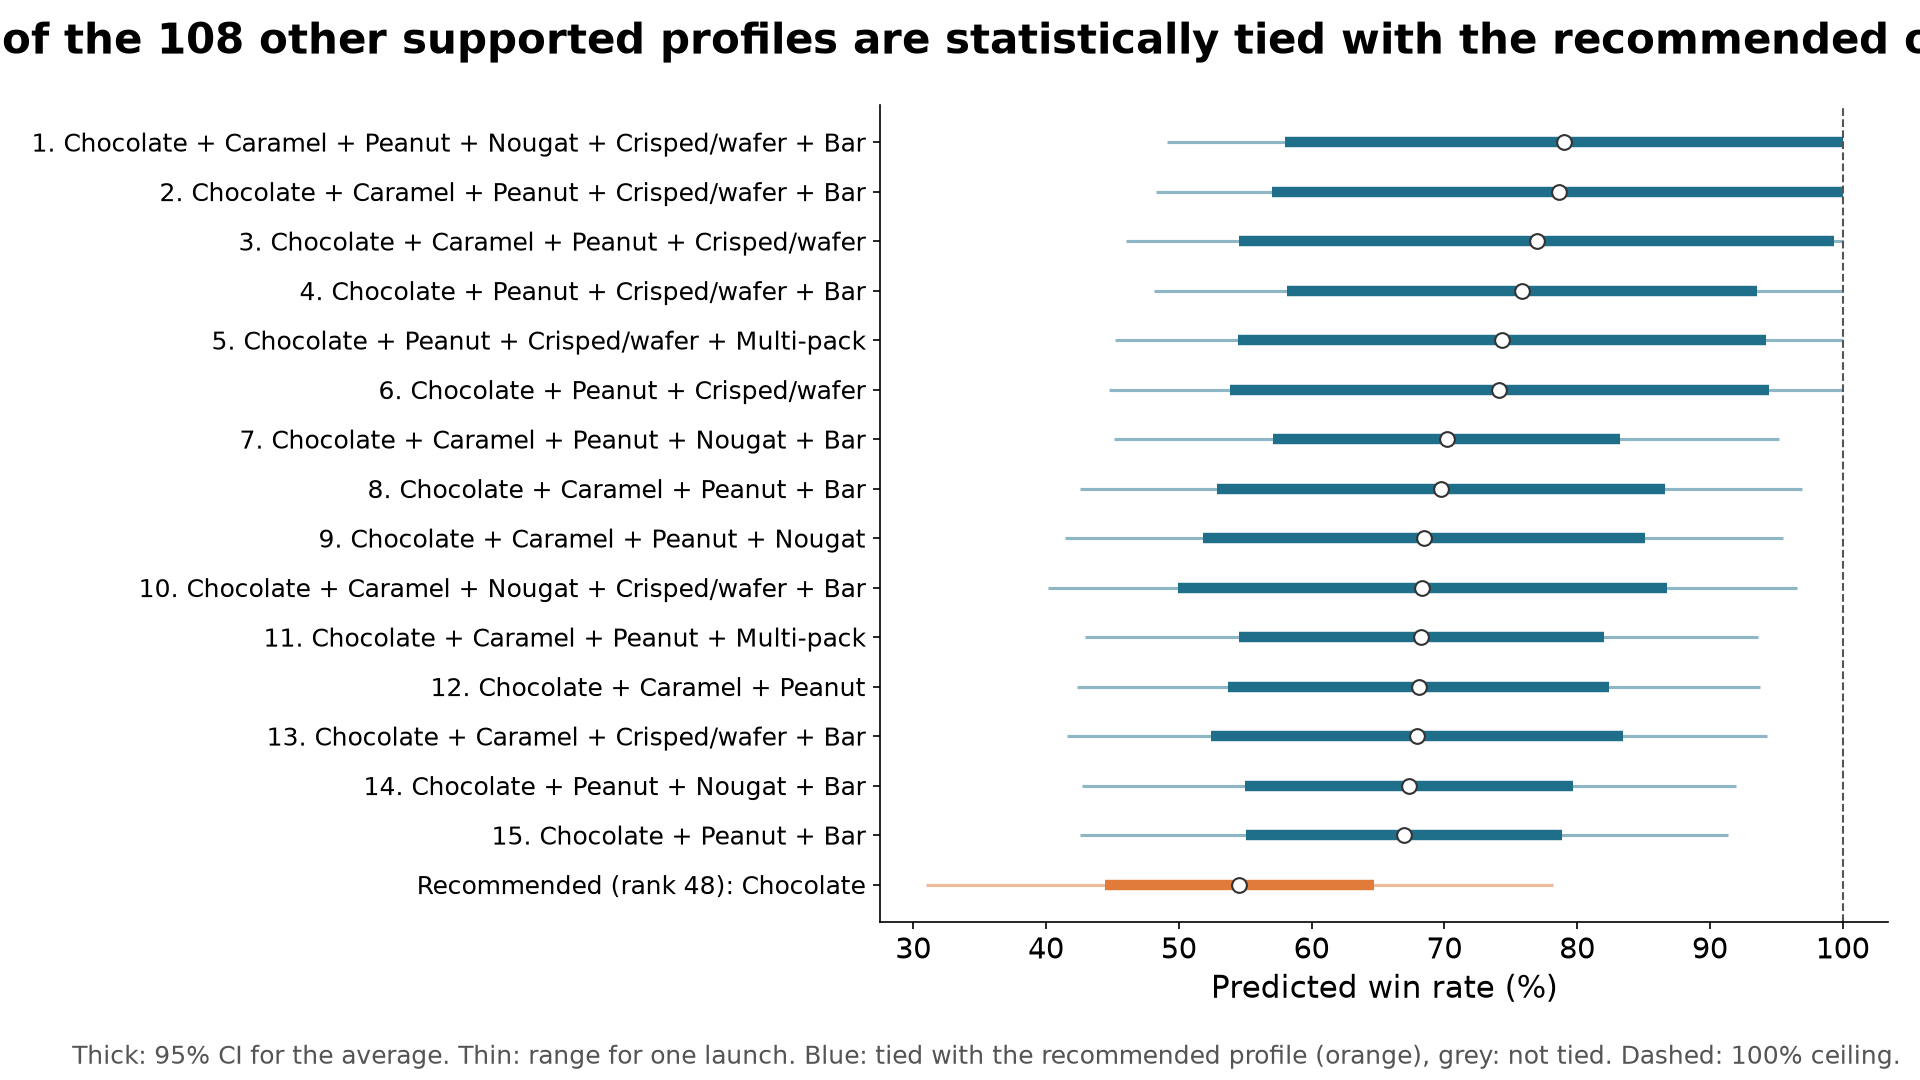 of the 108 other supported profiles are statistically tied with the recommended
1. Chocolate + Caramel + Peanut + Nougat + Crisped/wafer + Bar
2. Chocolate + Caramel + Peanut + Crisped/wafer + Bar
3. Chocolate + Caramel + Peanut + Crisped/wafer
4. Chocolate + Peanut + Crisped/wafer + Bar
5. Chocolate + Peanut + Crisped/wafer + Multi-pack
6. Chocolate + Peanut + Crisped/wafer
7. Chocolate + Caramel + Peanut + Nougat + Bar
8. Chocolate + Caramel + Peanut + Bar
9. Chocolate + Caramel + Peanut + Nougat
10. Chocolate + Caramel + Nougat + Crisped/wafer + Bar
11. Chocolate + Caramel + Peanut + Multi-pack
12. Chocolate + Caramel + Peanut
13. Chocolate + Caramel + Crisped/wafer + Bar
14. Chocolate + Peanut + Nougat + Bar
15. Chocolate + Peanut + Bar
Recommended (rank 48): Chocolate
30 40 50 60 70 80 90 100
Predicted win rate (%)
Thick: 95% CI for the average. Thin: range for one launch. Blue: tied with the recommended profile (orange), grey: not tied. Dashed: 100% ceiling.